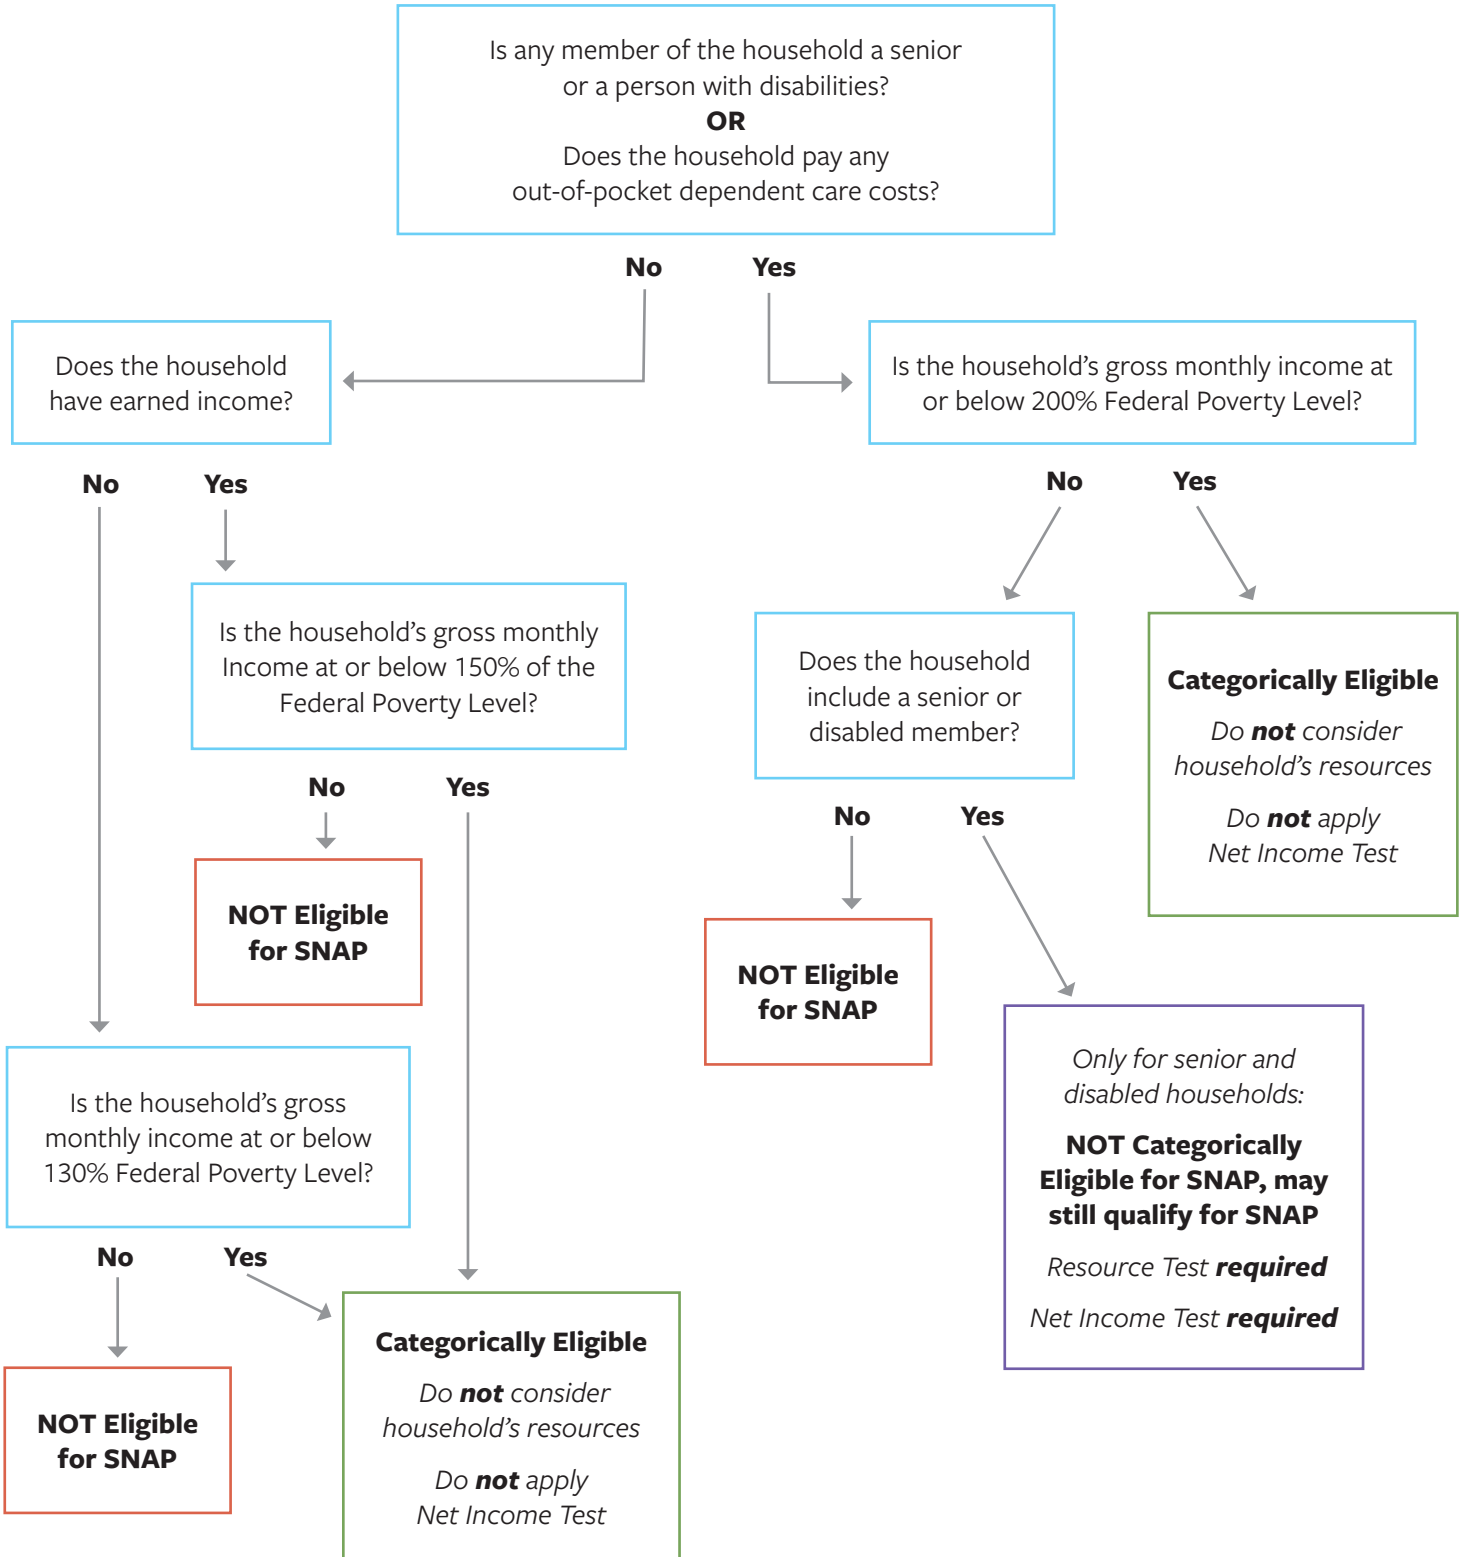 Is any member of the household a senior
or a person with disabilities?
OR
Does the household pay any
out-of-pocket dependent care costs?
No
Yes
Does the household
have earned income?
Is the household’s gross monthly income at
or below 200% Federal Poverty Level?
No
Yes
No
Yes
Is the household’s gross monthly
Income at or below 150% of the
Federal Poverty Level?
Does the household
include a senior or
disabled member?
Categorically Eligible
Do not consider
household’s resources
Do not apply
Net Income Test
No
Yes
No
Yes
NOT Eligible
for SNAP
NOT Eligible
for SNAP
Only for senior and
disabled households:
NOT Categorically
Eligible for SNAP, may
still qualify for SNAP
Resource Test required
Net Income Test required
Is the household’s gross
monthly income at or below
130% Federal Poverty Level?
No
Yes
NOT Eligible
for SNAP
Categorically Eligible
Do not consider
household’s resources
Do not apply
Net Income Test